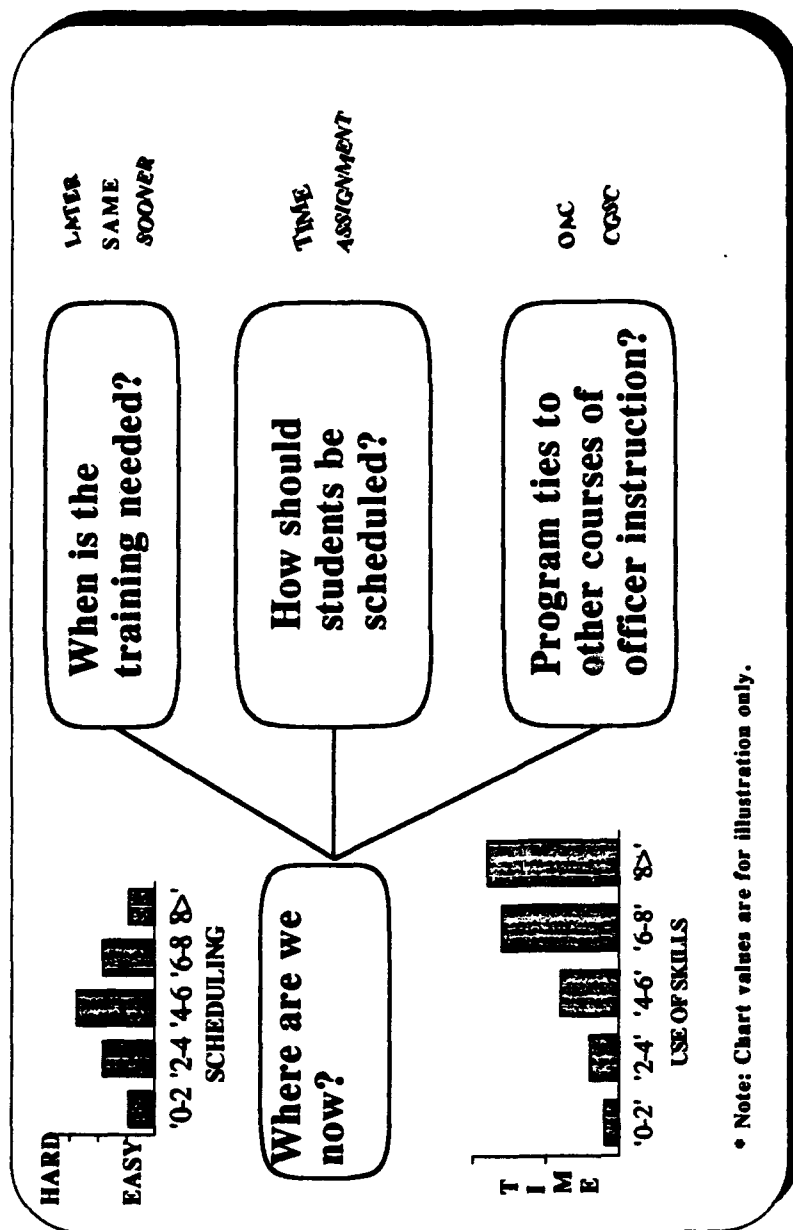 HARD
EASY
'0-2 '2-4 '4-6 '6-8 '8>'
SCHEDULING
Where are we
now?
T
I
M
E
'0-2' '2-4' '4-6' '6-8' '8>'
USE OF SKILLS
When is the
training needed?
How should
students be
scheduled?
Program ties to
other courses of
officer instruction?
LATER
SAME
SOONER
TIME
ASSIGNMENT
OAC
CGSC
* Note: Chart values are for illustration only.